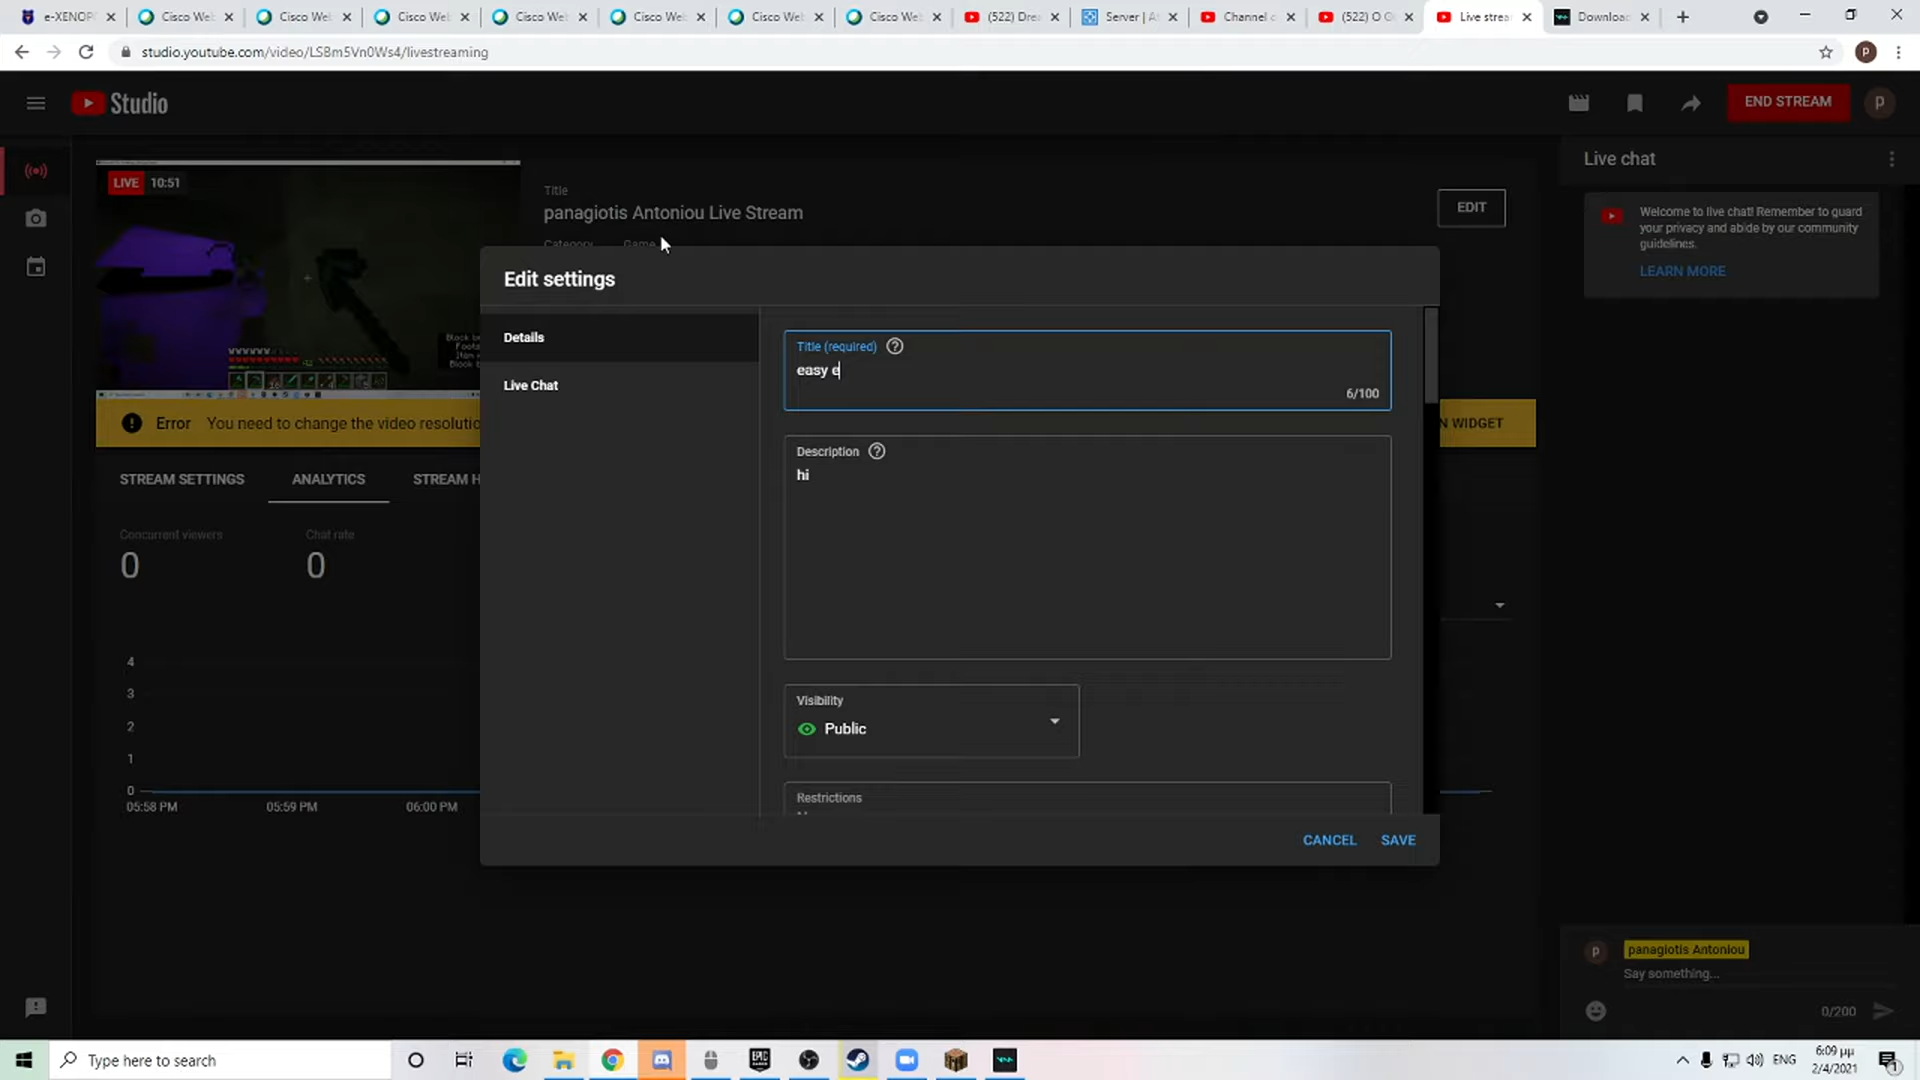 e-XENOP
Cisco We
Cisco We
Cisco We
Cisco We
Cisco We
Cisco We
Cisco We
(522) Dre
Server | A
Channel c
(522) O
Live strea
Download
studio.youtube.com/video/LSBm5Vn0Ws4/livestreaming
P
Studio
END STREAM
P
LIVE 10:51
Title
panagiotis Antoniou Live Stream
Category Game
EDIT
Live chat
Welcome to live chat! Remember to guard
your privacy and abide by our community
guidelines.
LEARN MORE
Edit settings
Details
Live Chat
Title (required)
easy e
6/100
Description
hi
Visibility
Public
Restrictions
CANCEL
SAVE
Error You need to change the video resolutio
N WIDGET
STREAM SETTINGS
ANALYTICS
STREAM H
Concurrent viewers
0
Chat rate
0
4
3
2
1
0
05:58 PM
05:59 PM
06:00 PM
P
panagiotis Antoniou
Say something...
0/200
Type here to search
EPIC
ENG
6:09 μμ
2/4/2021
1